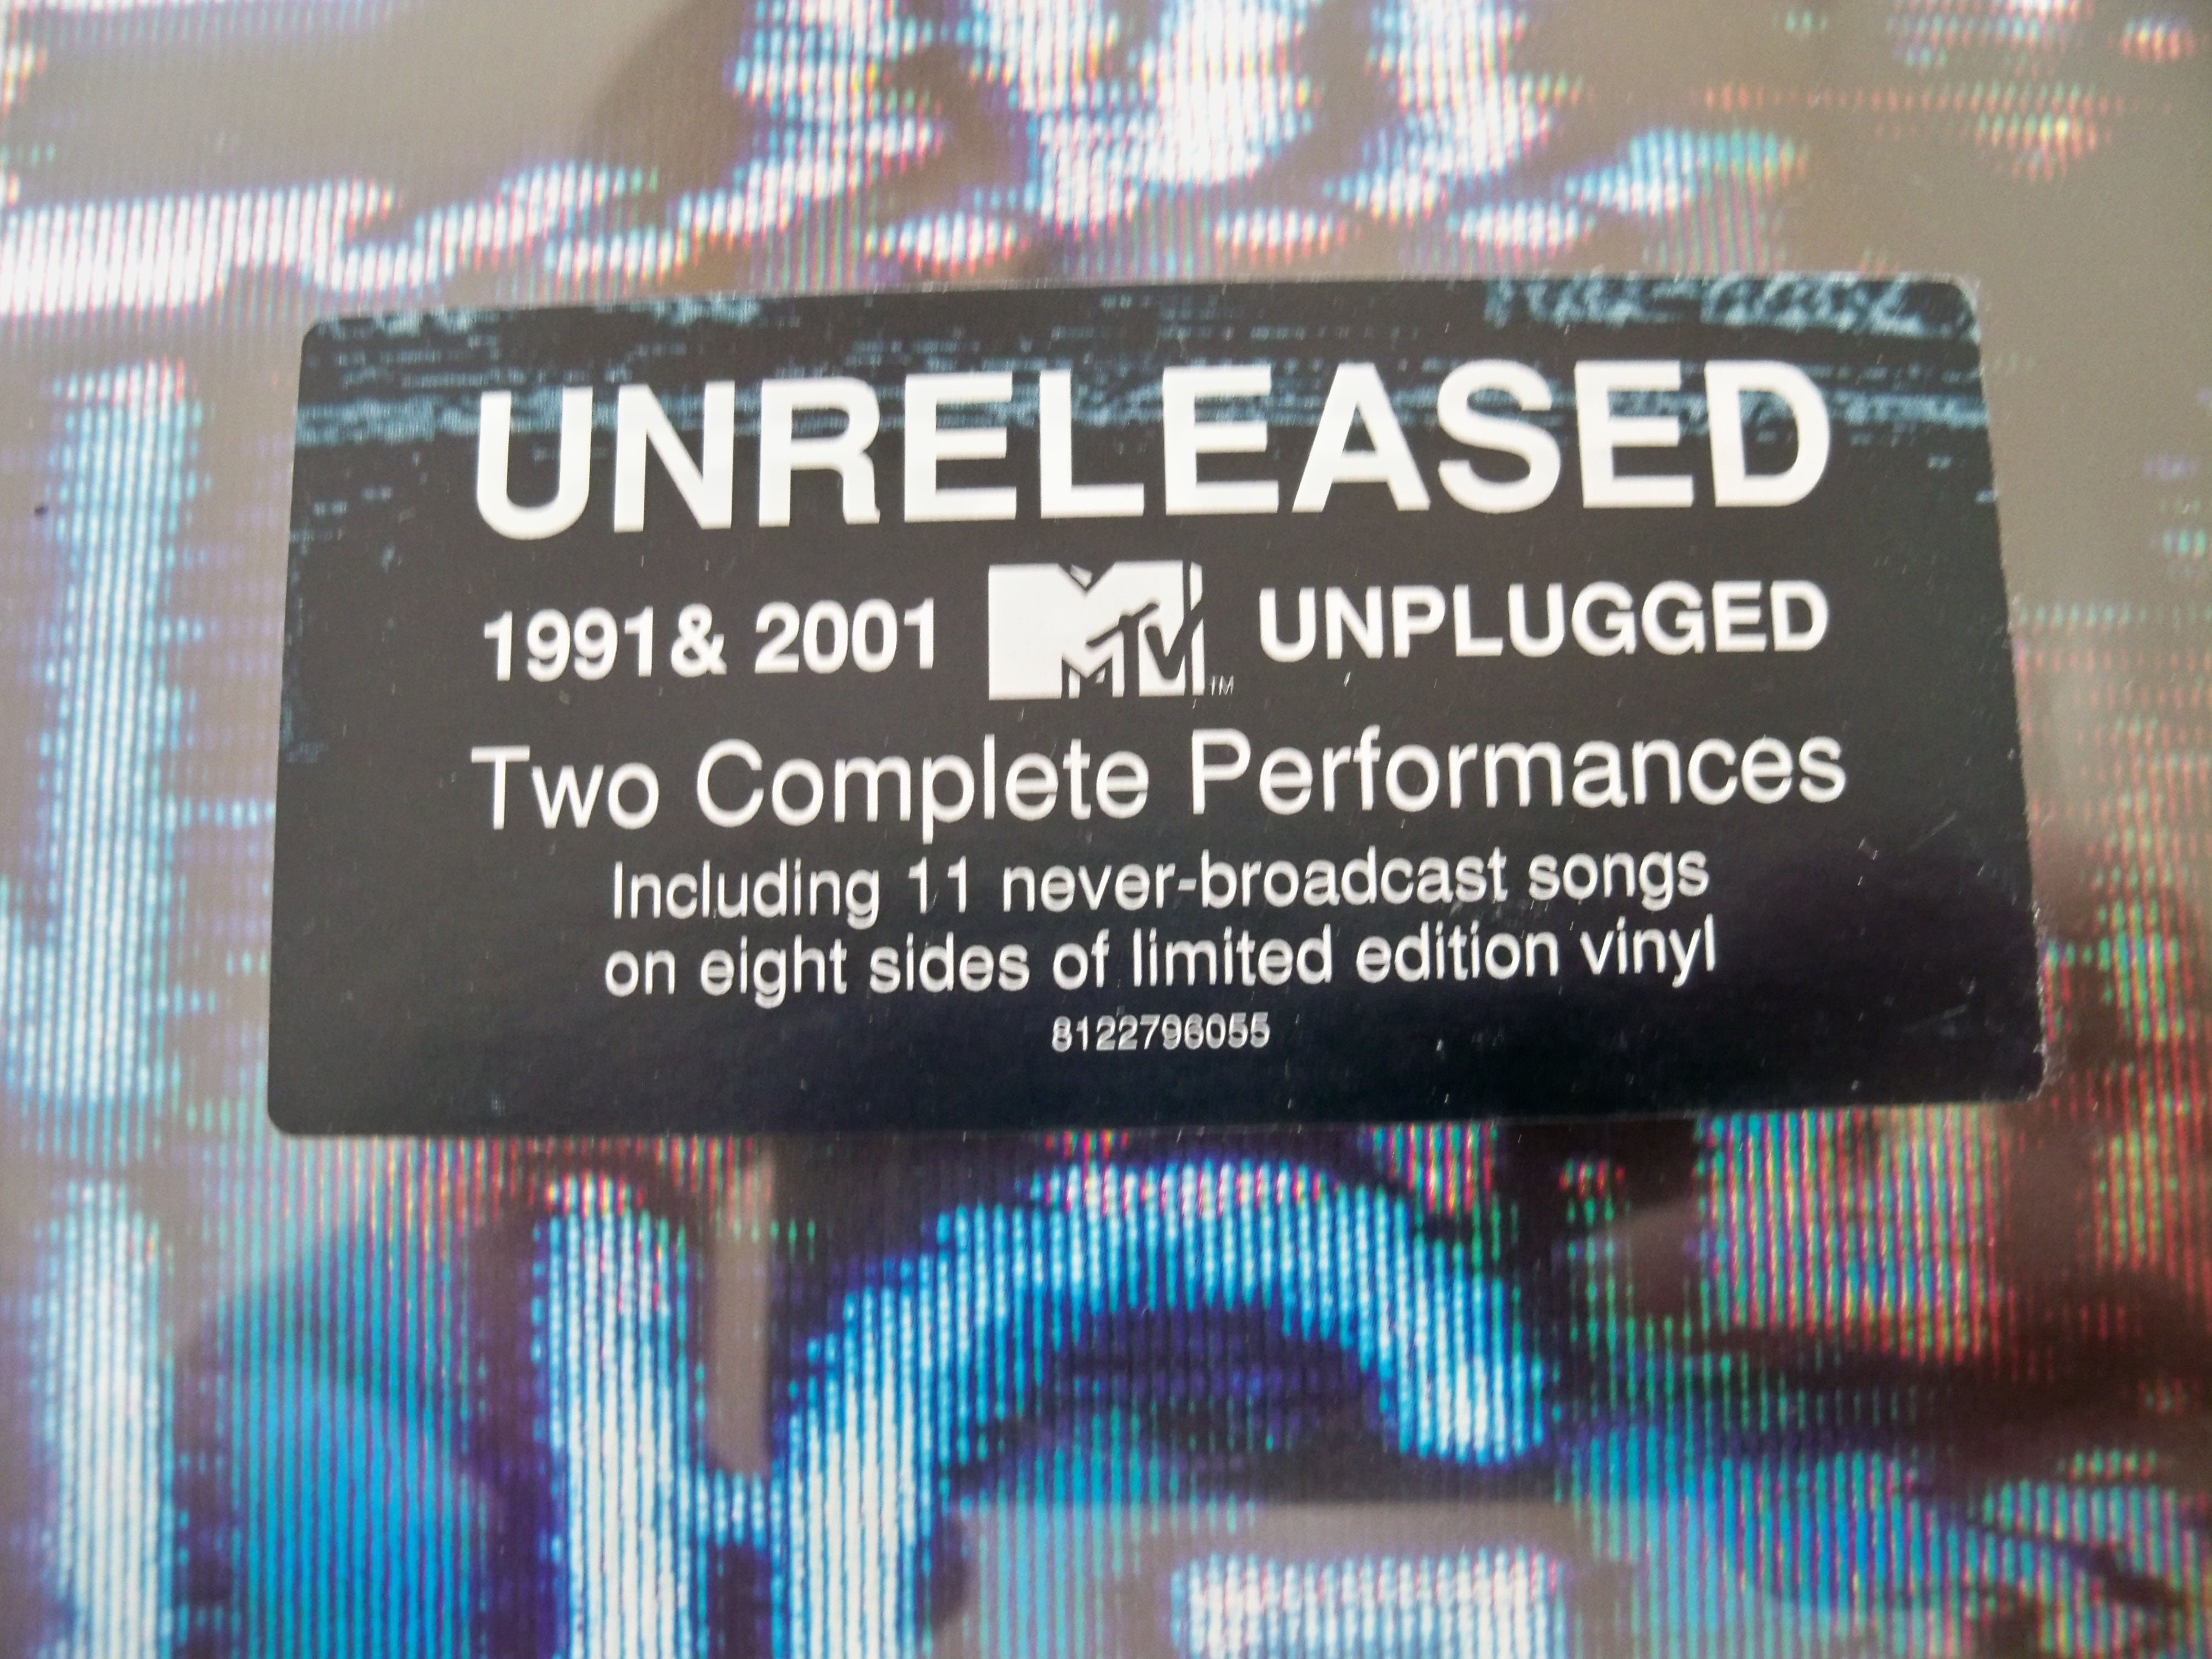 UNRELEASED
1991& 2001 MTV™ UNPLUGGED
Two Complete Performances
Including 11 never-broadcast songs
on eight sides of limited edition vinyl
8122796055